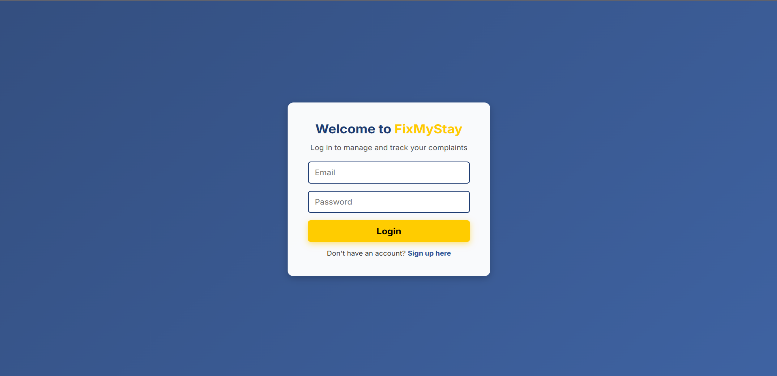 Welcome to FixMyStay
Log in to manage and track your complaints
Email
Password
Login
Don't have an account? Sign up here